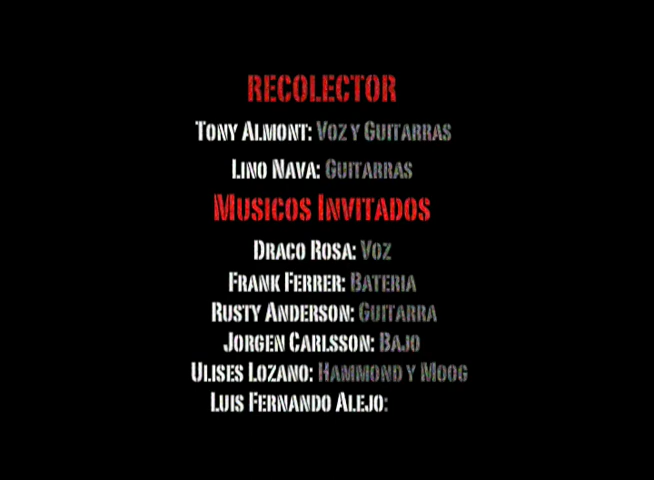 RECOLECTOR
TONY ALMONT: VOZ Y GUITARRAS
LINO NAVA: GUITARRAS
MUSICOS INVITADOS
DRACO ROSA: VOZ
FRANK FERRER: BATERIA
RUSTY ANDERSON: GUITARRA
JORGEN CARLSSON: BAJO
ULISES LOZANO: HAMMOND Y MOOG
LUIS FERNANDO ALEJO: